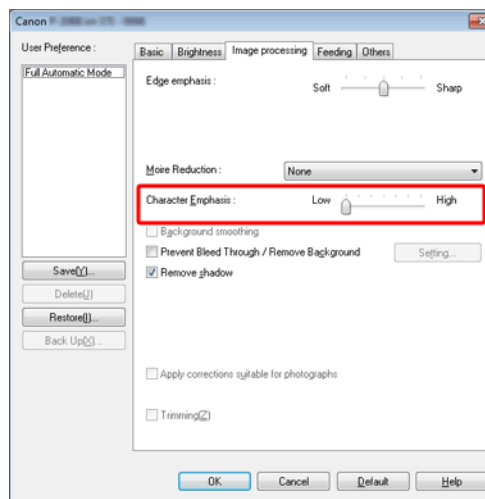 Canon
User Preference :
Full Automatic Mode
Save(Y)...
Delete(J)
Restore(I)...
Back Up(X)...
Basic Brightness Image processing Feeding Others
Edge emphasis :
Soft Sharp
Moire Reduction : None
Character Emphasis : Low High
Background smoothing
Prevent Bleed Through / Remove Background Setting...
Remove shadow
Apply corrections suitable for photographs
Trimming(Z)
OK Cancel Default Help